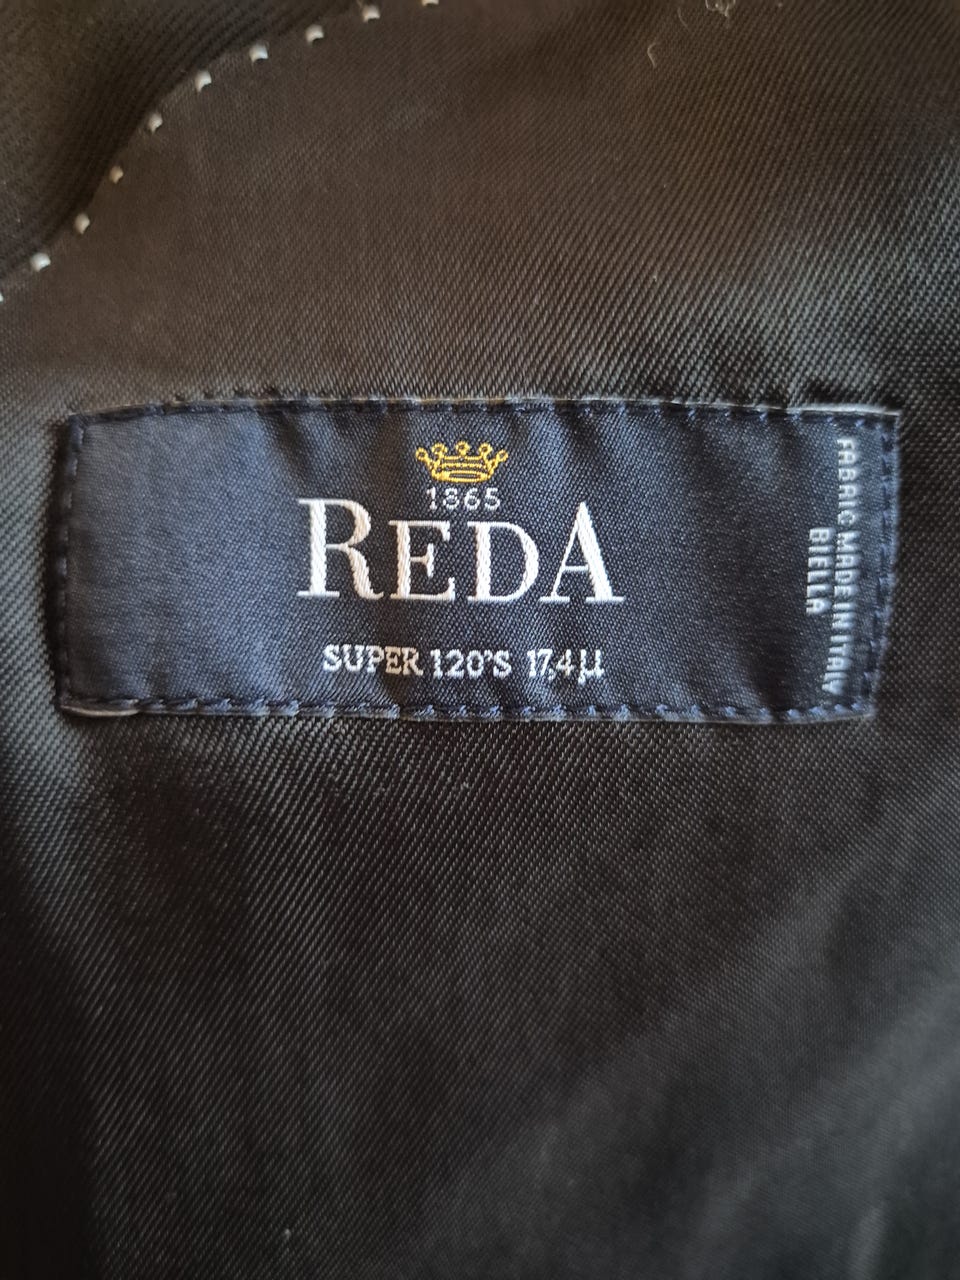 1865
REDA
SUPER 120'S 17,4µ
FABRIC MADE IN ITALY
BIELLA